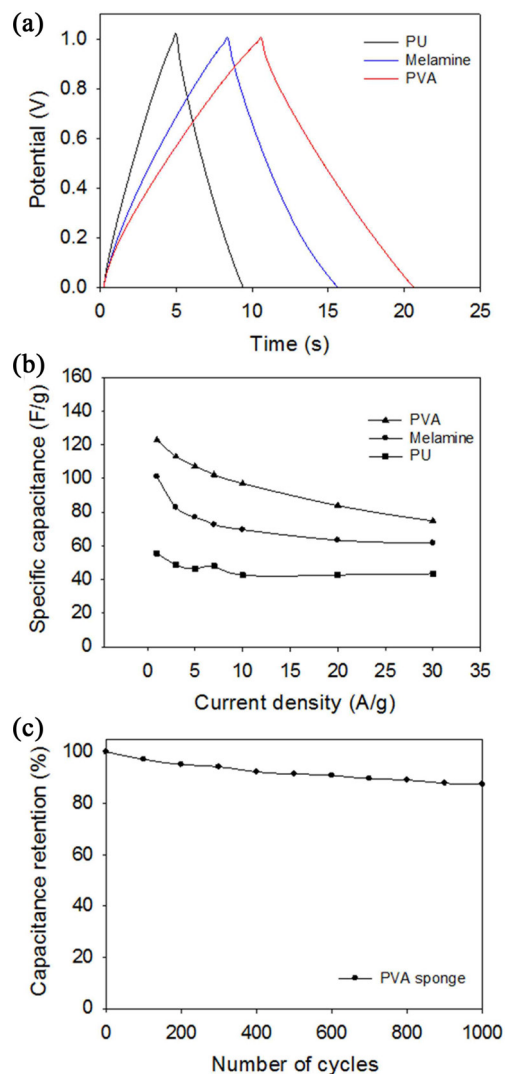 (a)
PU
Melamine
PVA
1.0
0.8
0.6
0.4
0.2
0.0
Potential (V)
0 5 10 15 20 25
Time (s)
(b)
160
140
120
100
80
60
40
20
0
Specific capacitance (F/g)
PVA
Melamine
PU
0 5 10 15 20 25 30 35
Current density (A/g)
(c)
100
80
60
40
20
0
Capacitance retention (%)
PVA sponge
0 200 400 600 800 1000
Number of cycles